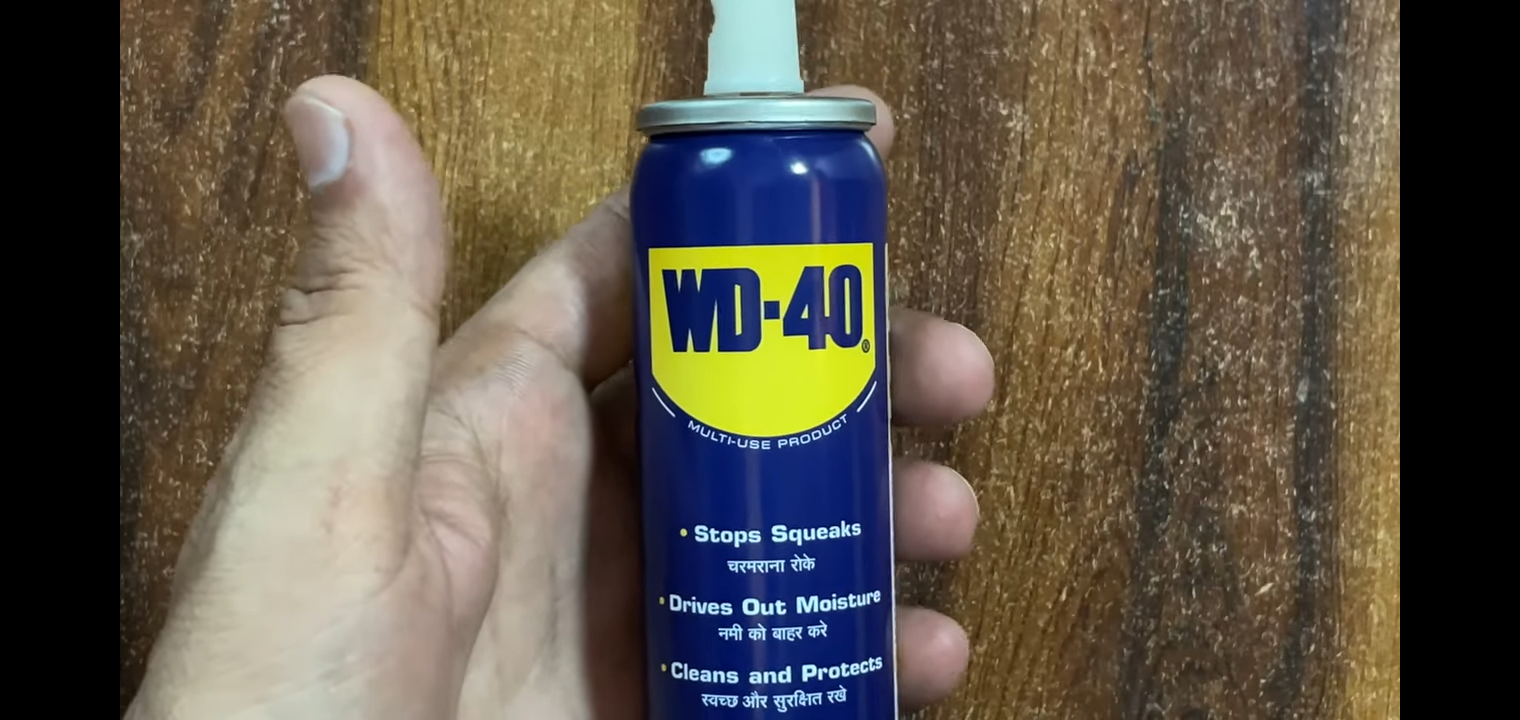 WD-40®
MULTI-USE PRODUCT
• Stops Squeaks
चरमराना रोके
• Drives Out Moisture
नमी को बाहर करे
• Cleans and Protects
स्वच्छ और सुरक्षित रखे